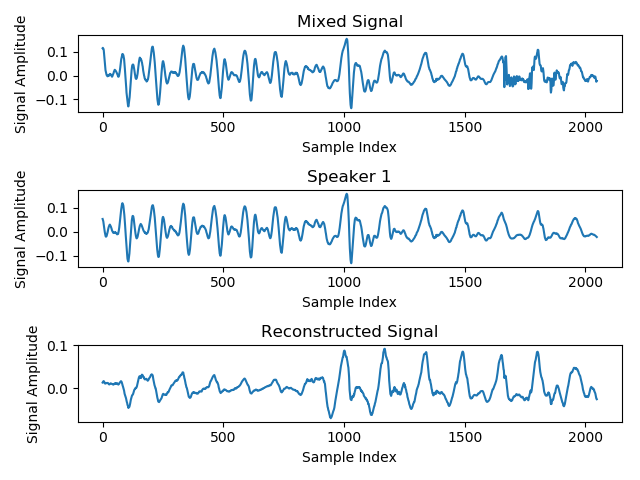 Mixed Signal
Signal Amplitude
0.1
0.0
−0.1
0 500 1000 1500 2000
Sample Index
Speaker 1
Signal Amplitude
0.1
0.0
−0.1
0 500 1000 1500 2000
Sample Index
Reconstructed Signal
Signal Amplitude
0.1
0.0
0 500 1000 1500 2000
Sample Index